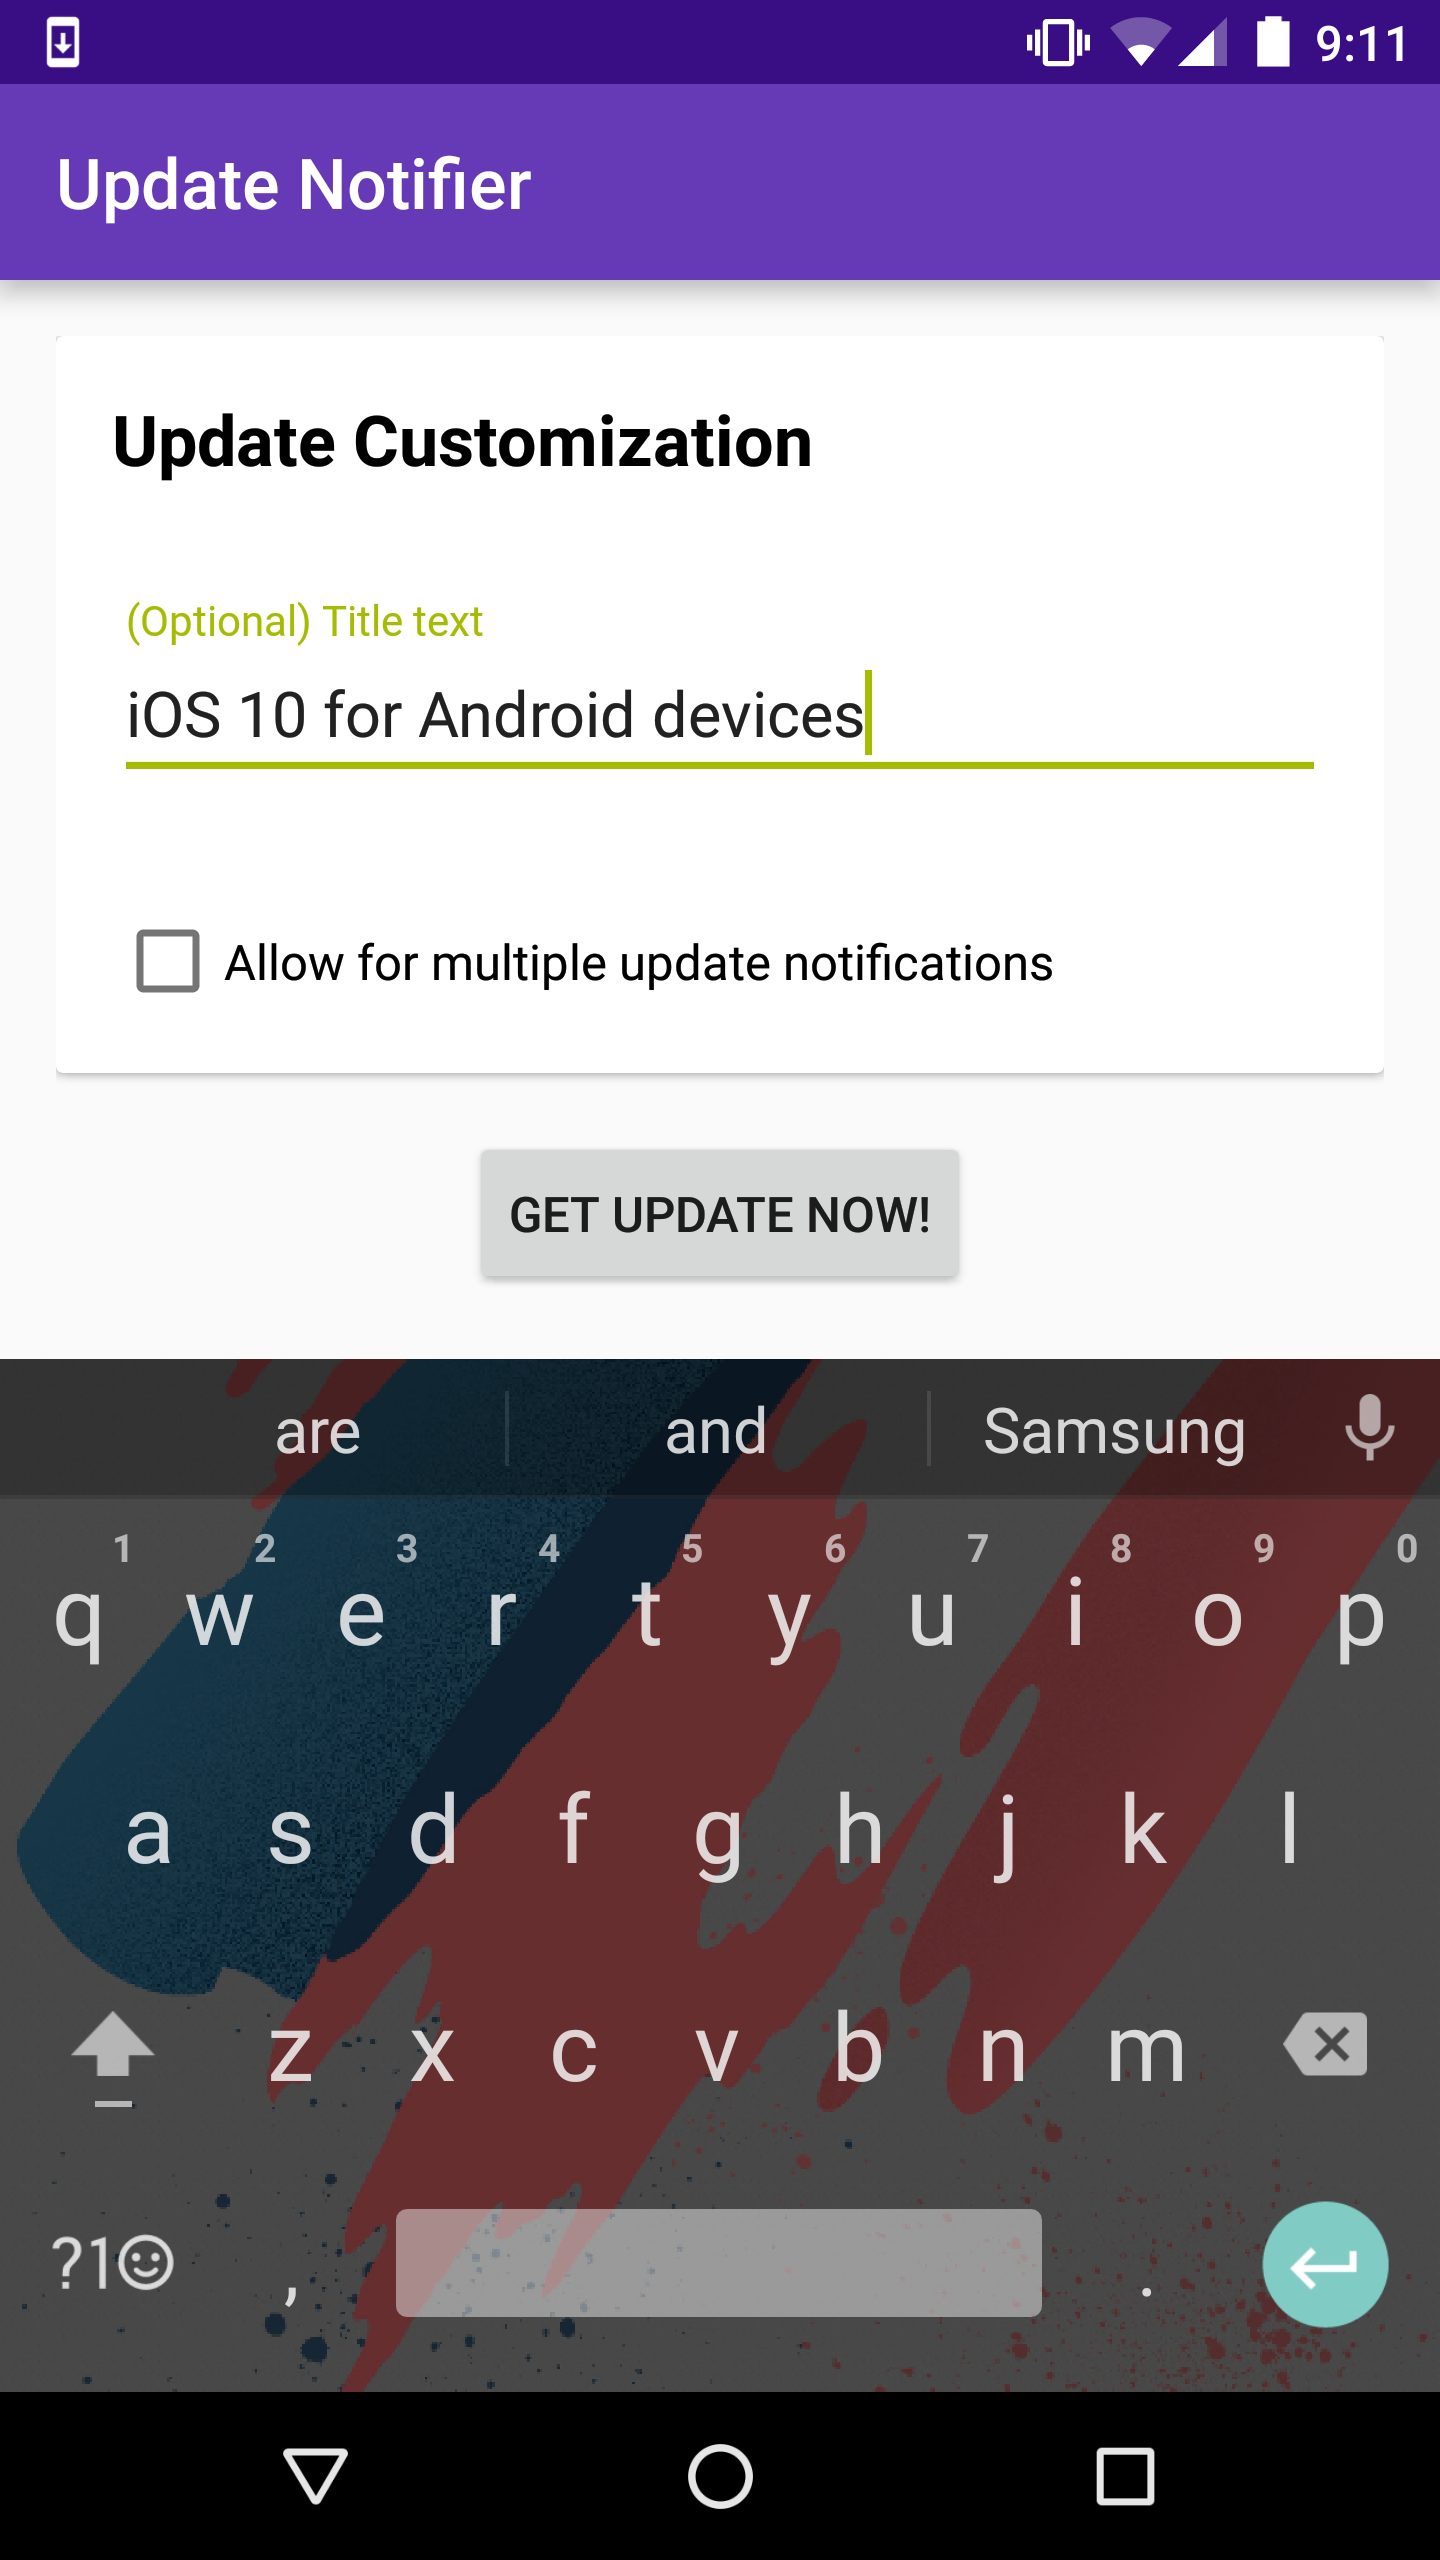 9:11
Update Notifier
Update Customization
(Optional) Title text
iOS 10 for Android devices
Allow for multiple update notifications
GET UPDATE NOW!
are and Samsung
1 2 3 4 5 6 7 8 9 0
q w e r t y u i o p
a s d f g h j k l
z x c v b n m
?1☺ , .